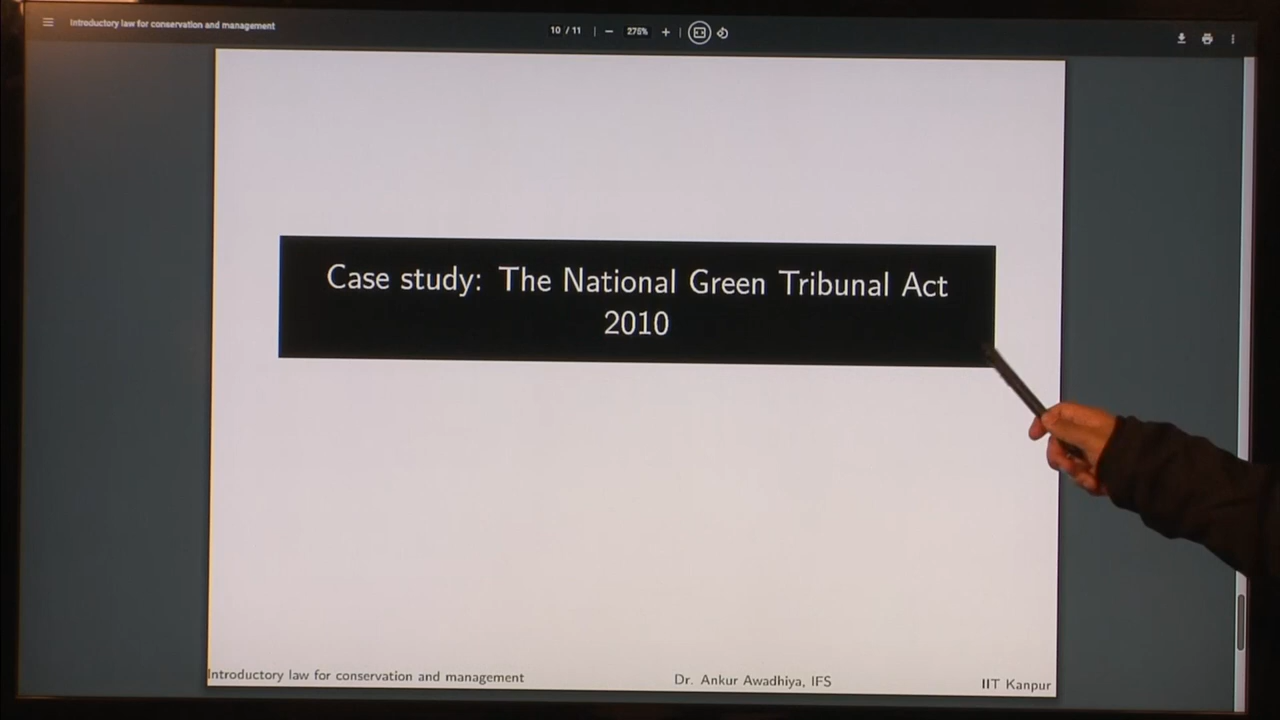 Introductory law for conservation and management
10 / 11
278%
Case study: The National Green Tribunal Act
2010
Introductory law for conservation and management
Dr. Ankur Awadhiya, IFS
IIT Kanpur